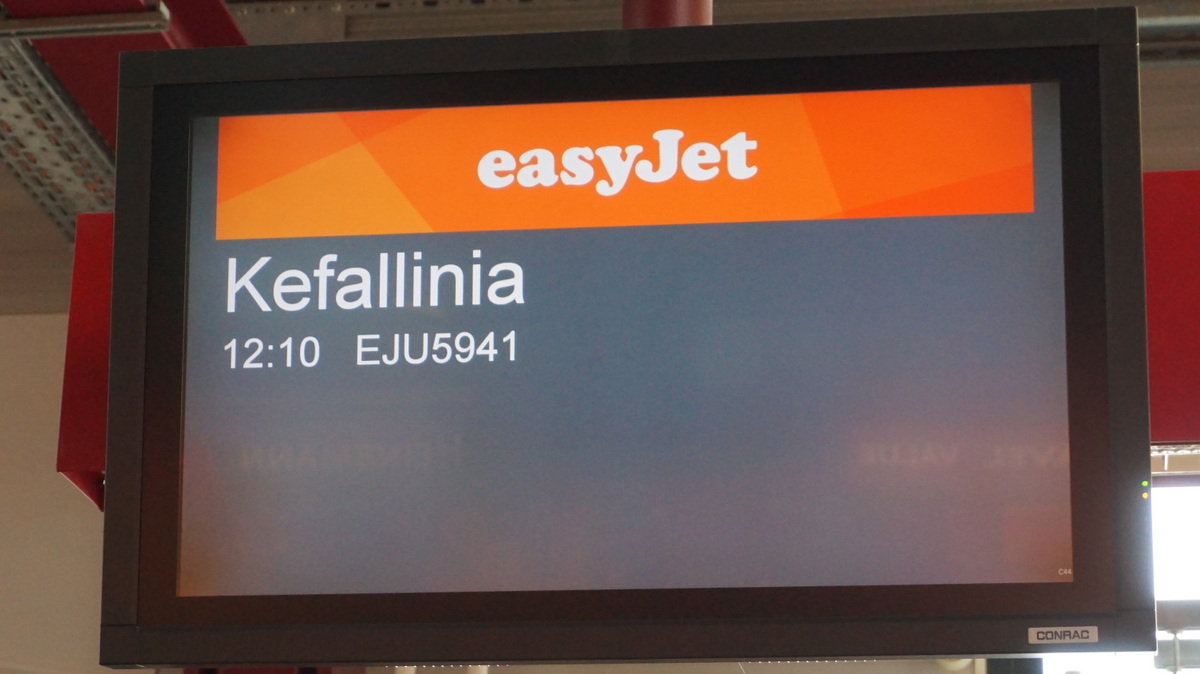 easyJet
Kefallinia
12:10 EJU5941
C44
CONRAC